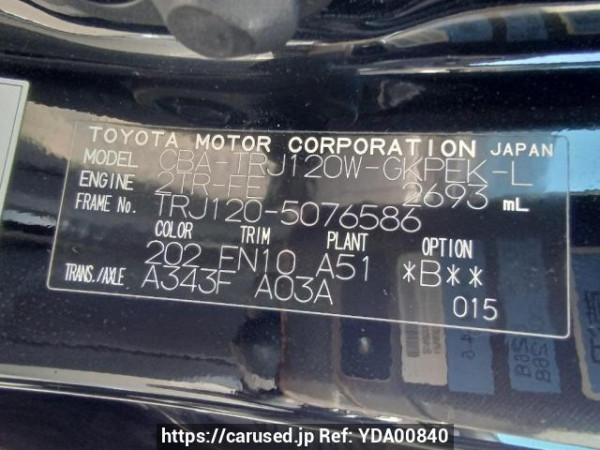 TOYOTA MOTOR CORPORATION JAPAN
MODEL CBA-TRJ120W-GKPEK-L
ENGINE 2TR-FE 2693 mL
FRAME No. TRJ120-5076586
COLOR TRIM PLANT OPTION
202 FN10 A51 *B**
TRANS./AXLE A343F A03A
015
https://carused.jp Ref: YDA00840